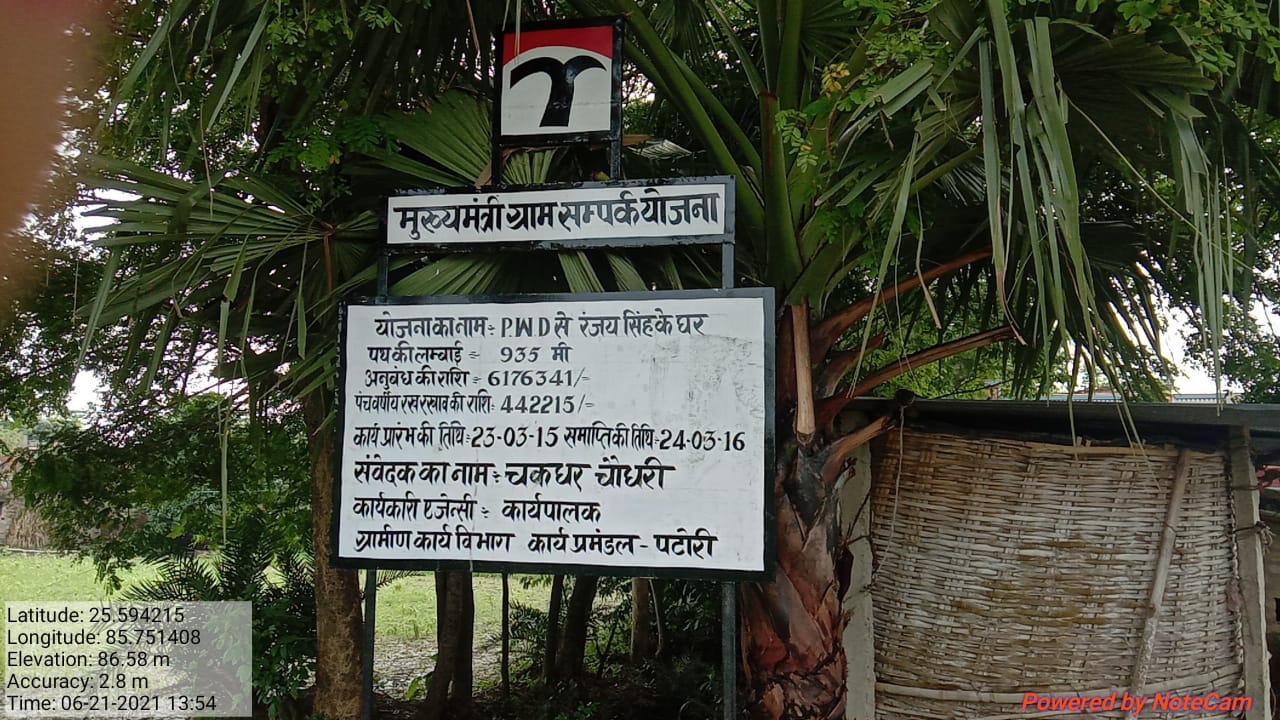 मुख्यमंत्री ग्राम सम्पर्क योजना
योजना का नाम :- P.W.D से रंजय सिंह के घर
पथ की लम्बाई :- 935 मी
अनुबंध की राशि :- 6176341/=
पंचवर्षीय रखरखाव की राशि :- 442215/=
कार्य प्रारंभ की तिथि :- 23-03-15 समाप्ति की तिथि :- 24-03-16
संवेदक का नाम :- चकधर चौधरी
कार्यकारी एजेन्सी :- कार्यपालक
ग्रामीण कार्य विभाग कार्य प्रमंडल - पटोरी
Latitude: 25.594215
Longitude: 85.751408
Elevation: 86.58 m
Accuracy: 2.8 m
Time: 06-21-2021 13:54
Powered by NoteCam